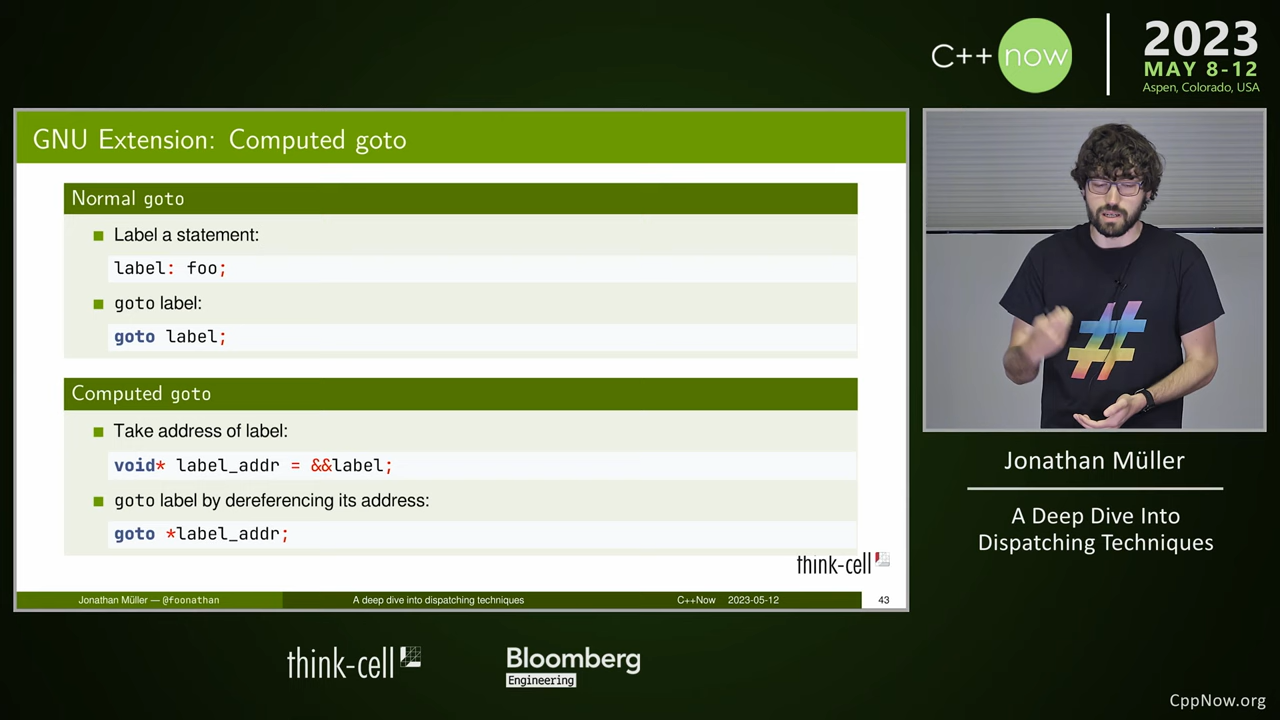 C++ now
2023
MAY 8-12
Aspen, Colorado, USA
GNU Extension: Computed goto
Normal goto
Label a statement:
label: foo;
goto label:
goto label;
Computed goto
Take address of label:
void* label_addr = &&label;
goto label by dereferencing its address:
goto *label_addr;
think-cell
Jonathan Müller — @foonathan
A deep dive into dispatching techniques
C++Now 2023-05-12
43
#
Jonathan Müller
A Deep Dive Into
Dispatching Techniques
think-cell
Bloomberg
Engineering
CppNow.org